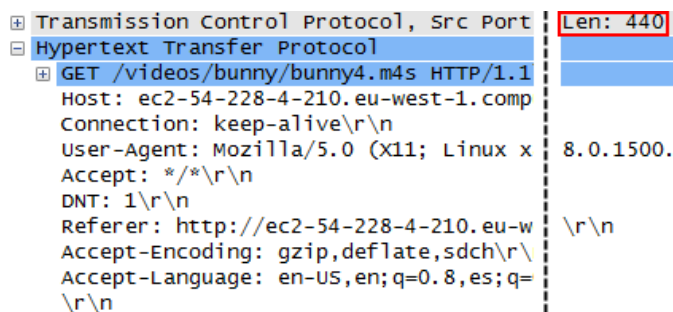 Transmission Control Protocol, Src Port Len: 440
Hypertext Transfer Protocol
GET /videos/bunny/bunny4.m4s HTTP/1.1
Host: ec2-54-228-4-210.eu-west-1.comp
Connection: keep-alive\r\n
User-Agent: Mozilla/5.0 (X11; Linux x 8.0.1500.
Accept: */*\r\n
DNT: 1\r\n
Referer: http://ec2-54-228-4-210.eu-w \r\n
Accept-Encoding: gzip,deflate,sdch\r\
Accept-Language: en-US,en;q=0.8,es;q=
\r\n